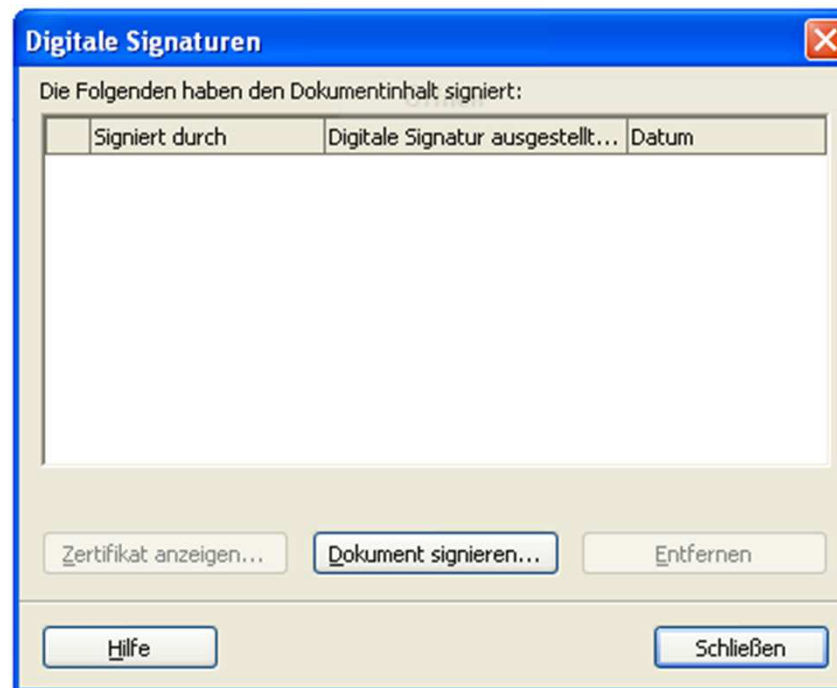 Digitale Signaturen
Die Folgenden haben den Dokumentinhalt signiert:
Signiert durch Digitale Signatur ausgestellt... Datum
Zertifikat anzeigen... Dokument signieren... Entfernen
Hilfe Schließen